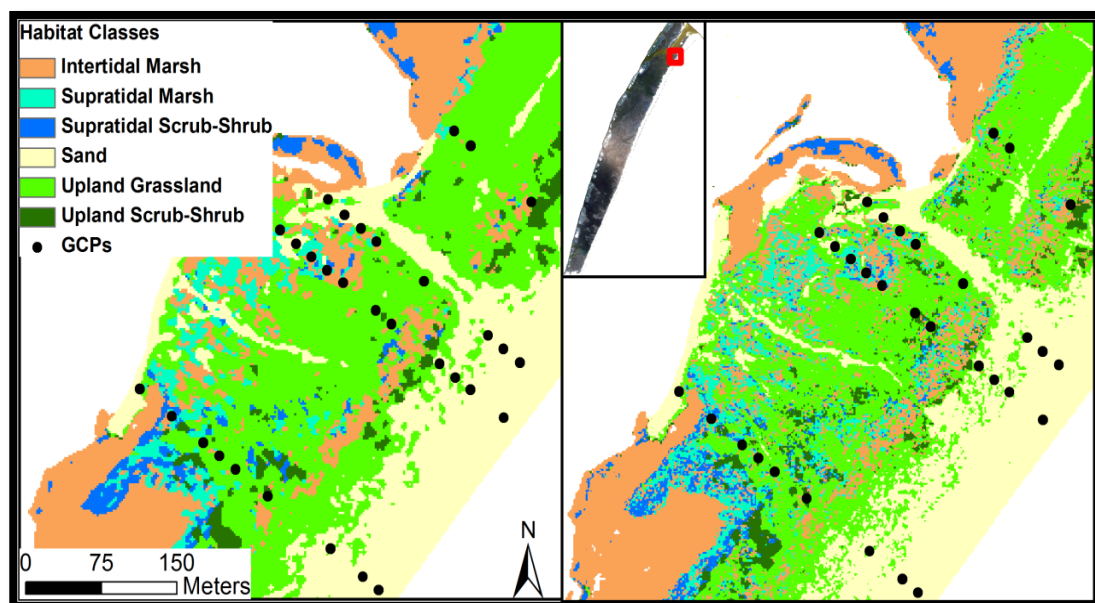 Habitat Classes
Intertidal Marsh
Supratidal Marsh
Supratidal Scrub-Shrub
Sand
Upland Grassland
Upland Scrub-Shrub
GCPs
N
0 75 150
Meters